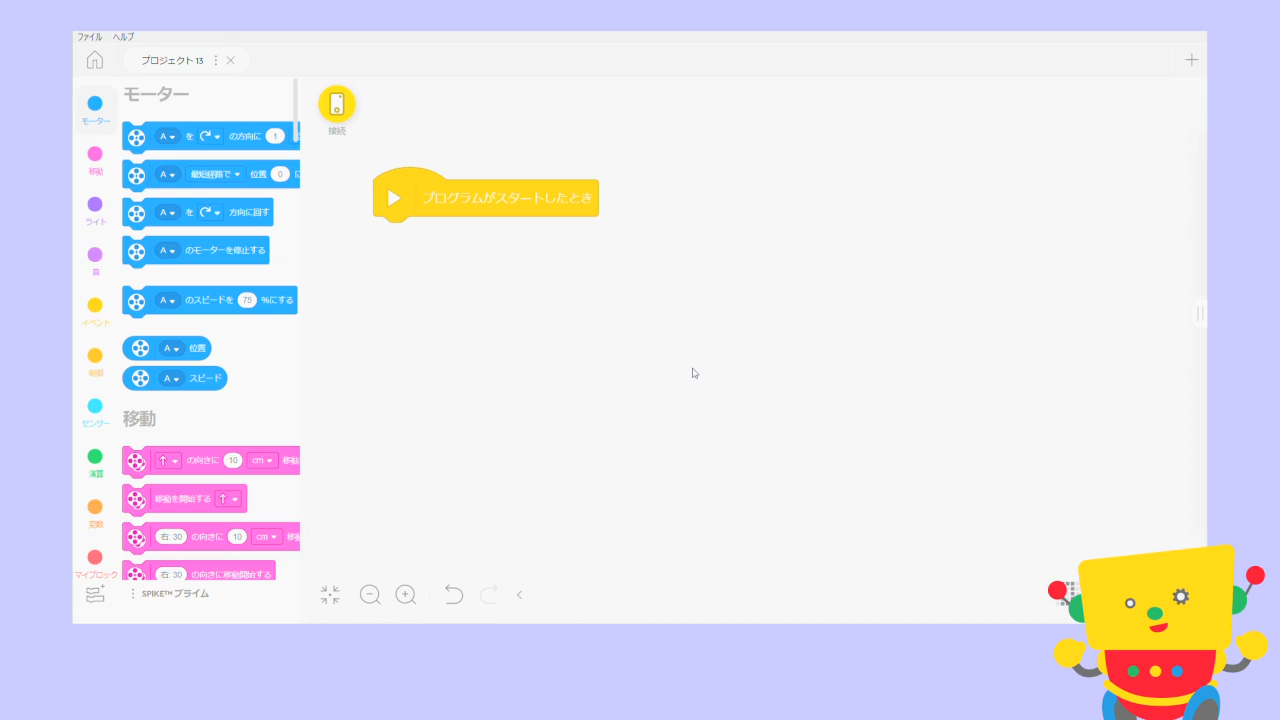 ファイル ヘルプ
プロジェクト 13
モーター
移動
ライト
音
イベント
制御
センサー
演算
変数
マイブロック
モーター
A を の方向に 1
A 最短経路で 位置 0 に
A を 方向に回す
A のモーターを停止する
A のスピードを 75 %にする
A 位置
A スピード
移動
の向きに 10 cm 移動
移動を開始する
右: 30 の向きに 10 cm 移
右: 30 の向きに移動開始する
SPIKE™ プライム
接続
プログラムがスタートしたとき